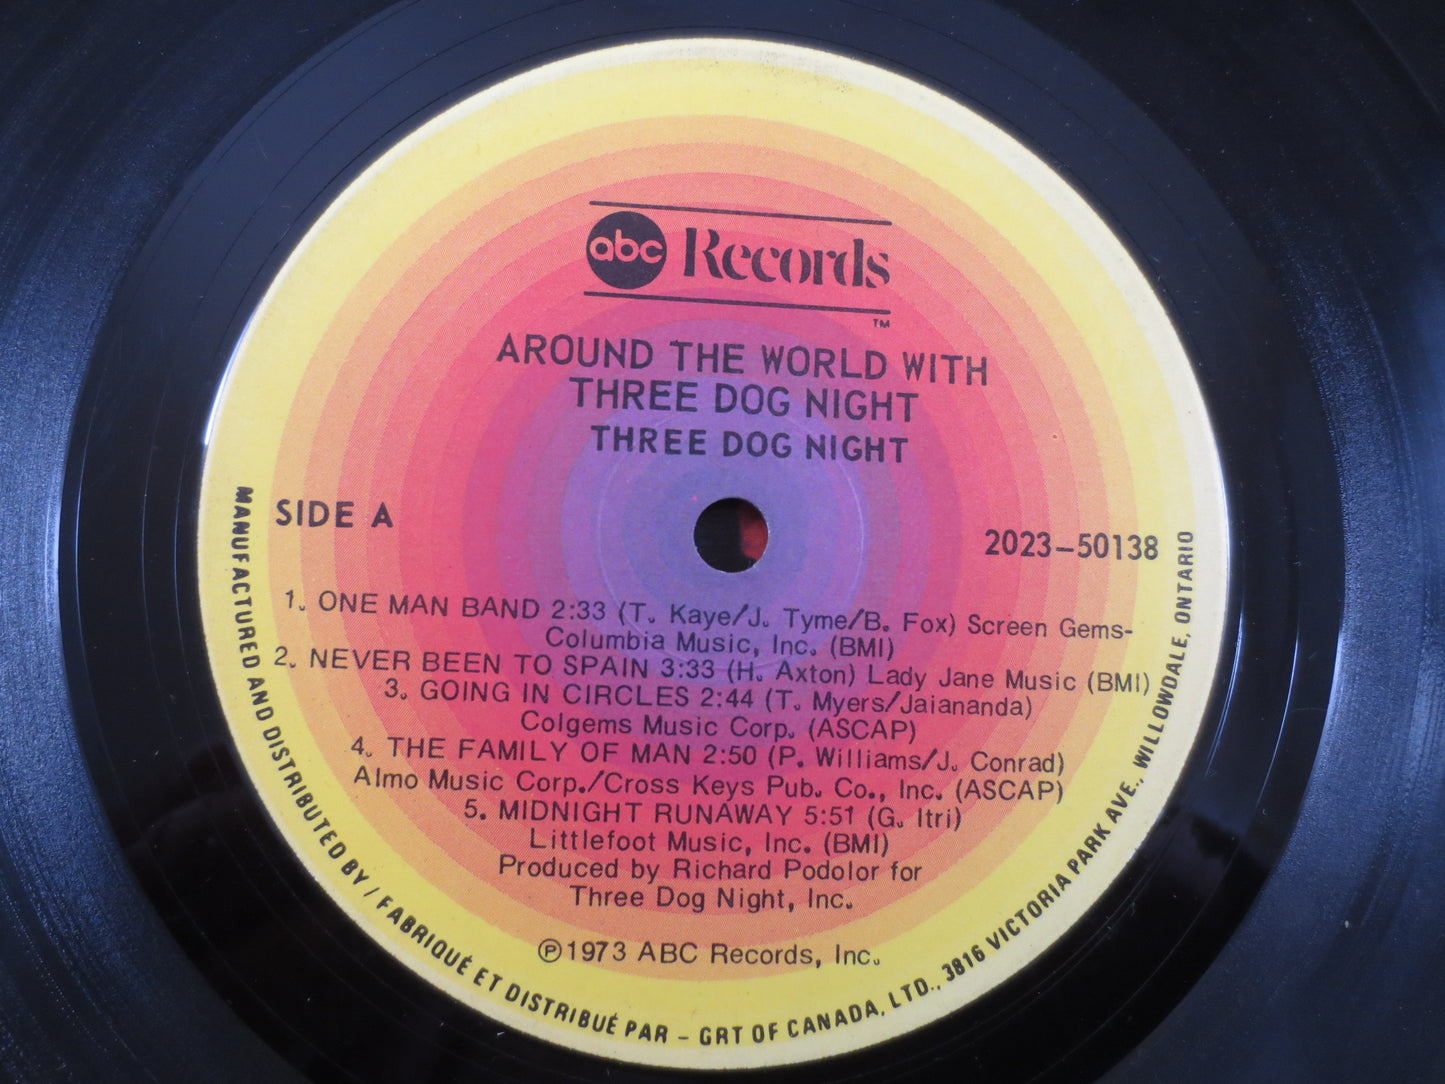 abc Records
TM
AROUND THE WORLD WITH
THREE DOG NIGHT
THREE DOG NIGHT
SIDE A
2023-50138
1. ONE MAN BAND 2:33 (T. Kaye/J. Tyme/B. Fox) Screen Gems-
Columbia Music, Inc. (BMI)
2. NEVER BEEN TO SPAIN 3:33 (H. Axton) Lady Jane Music (BMI)
3. GOING IN CIRCLES 2:44 (T. Myers/Jaiananda)
Colgems Music Corp. (ASCAP)
4. THE FAMILY OF MAN 2:50 (P. Williams/J. Conrad)
Almo Music Corp./Cross Keys Pub. Co., Inc. (ASCAP)
5. MIDNIGHT RUNAWAY 5:51 (G. Itri)
Littlefoot Music, Inc. (BMI)
Produced by Richard Podolor for
Three Dog Night, Inc.
℗1973 ABC Records, Inc.
MANUFACTURED AND DISTRIBUTED BY / FABRIQUÉ ET DISTRIBUÉ PAR - GRT OF CANADA, LTD., 3816 VICTORIA PARK AVE., WILLOWDALE, ONTARIO